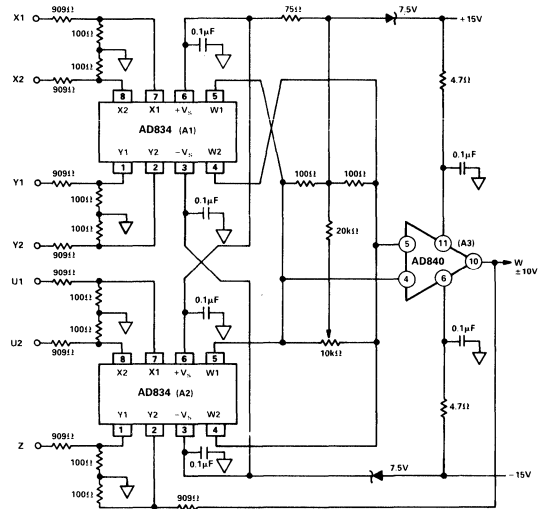 X1 909Ω
100Ω
100Ω
X2
909Ω
0.1μF
75Ω
7.5V
+15V
4.7Ω
0.1μF
8 7 6 5
X2 X1 +VS W1
AD834 (A1)
Y1 Y2 −VS W2
1 2 3 4
Y1 909Ω
100Ω
100Ω
Y2
909Ω
0.1μF
100Ω 100Ω
20kΩ
10kΩ
5
4
11 (A3)
AD840
10
6
W
±10V
0.1μF
4.7Ω
U1 909Ω
100Ω
100Ω
U2
909Ω
0.1μF
8 7 6 5
X2 X1 +VS W1
AD834 (A2)
Y1 Y2 −VS W2
1 2 3 4
Z 909Ω
100Ω
100Ω
909Ω
0.1μF
7.5V
−15V